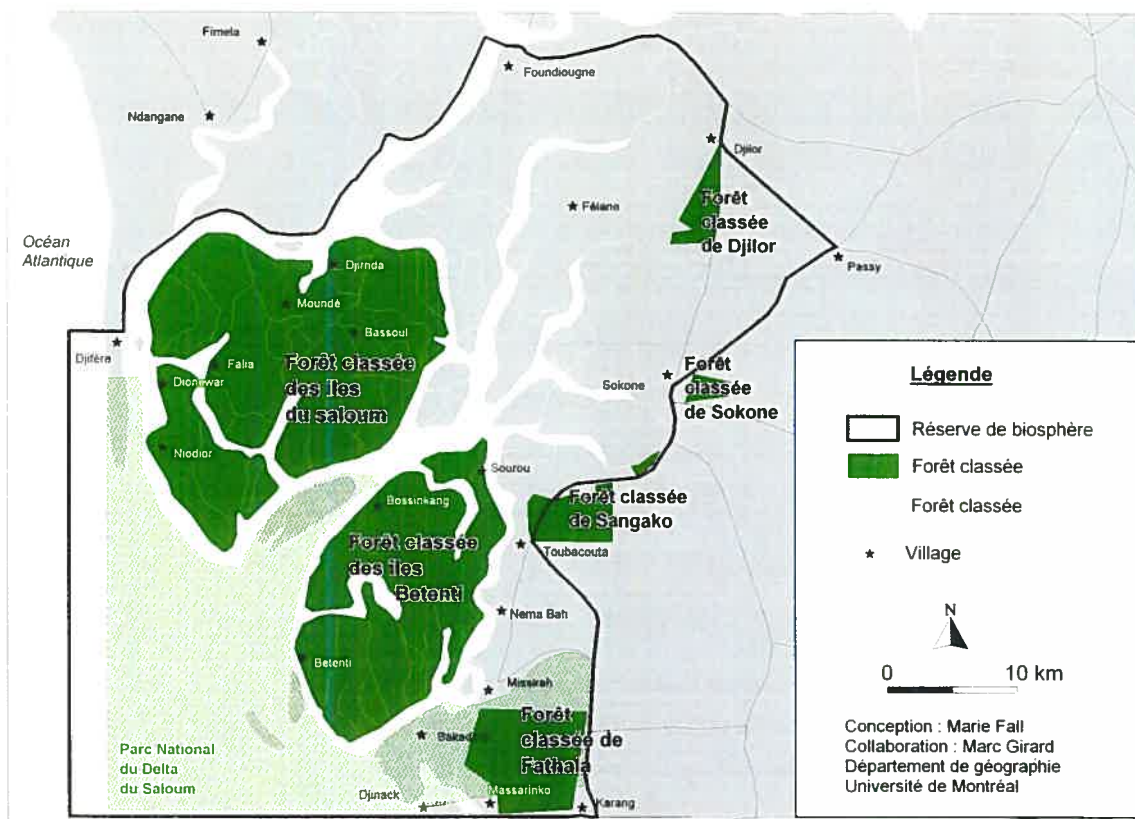 Fimela
Foundiougne
Ndangane
Djilor
Forêt
classée
de Djilor
Félane
Océan
Atlantique
Passy
Djirnda
Moundé
Bassoul
Djiféra
Falia
Forêt classée
des îles
du saloum
Dionewar
Niodior
Sokone
Forêt
classée
de Sokone
Sourou
Bossinkang
Forêt classée
de Sangako
Toubacouta
Forêt classée
des îles
Betenti
Nema Bah
Betenti
Missirah
Forêt
classée de
Fathala
Parc National
du Delta
du Saloum
Djinack
Massarinko
Karang
Légende
Réserve de biosphère
Forêt classée
Forêt classée
Village
N
0 10 km
Conception : Marie Fall
Collaboration : Marc Girard
Département de géographie
Université de Montréal